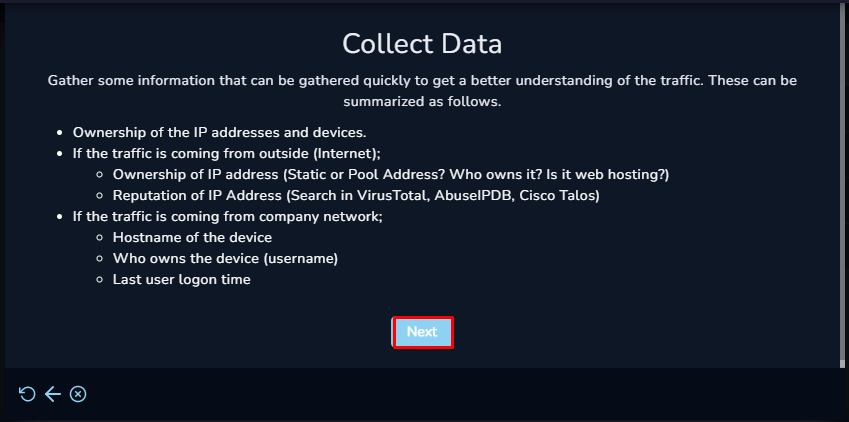 Collect Data
Gather some information that can be gathered quickly to get a better understanding of the traffic. These can be
summarized as follows.
• Ownership of the IP addresses and devices.
• If the traffic is coming from outside (Internet);
◦ Ownership of IP address (Static or Pool Address? Who owns it? Is it web hosting?)
◦ Reputation of IP Address (Search in VirusTotal, AbuseIPDB, Cisco Talos)
• If the traffic is coming from company network;
◦ Hostname of the device
◦ Who owns the device (username)
◦ Last user logon time
Next